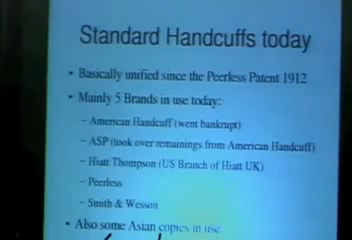 Standard Handcuffs today
• Basically unified since the Peerless Patent 1912
• Mainly 5 Brands in use today:
– American Handcuff (went bankrupt)
– ASP (took over remainings from American Handcuff)
– Hiatt Thompson (US Branch of Hiatt UK)
– Peerless
– Smith & Wesson
• Also some Asian copies in use